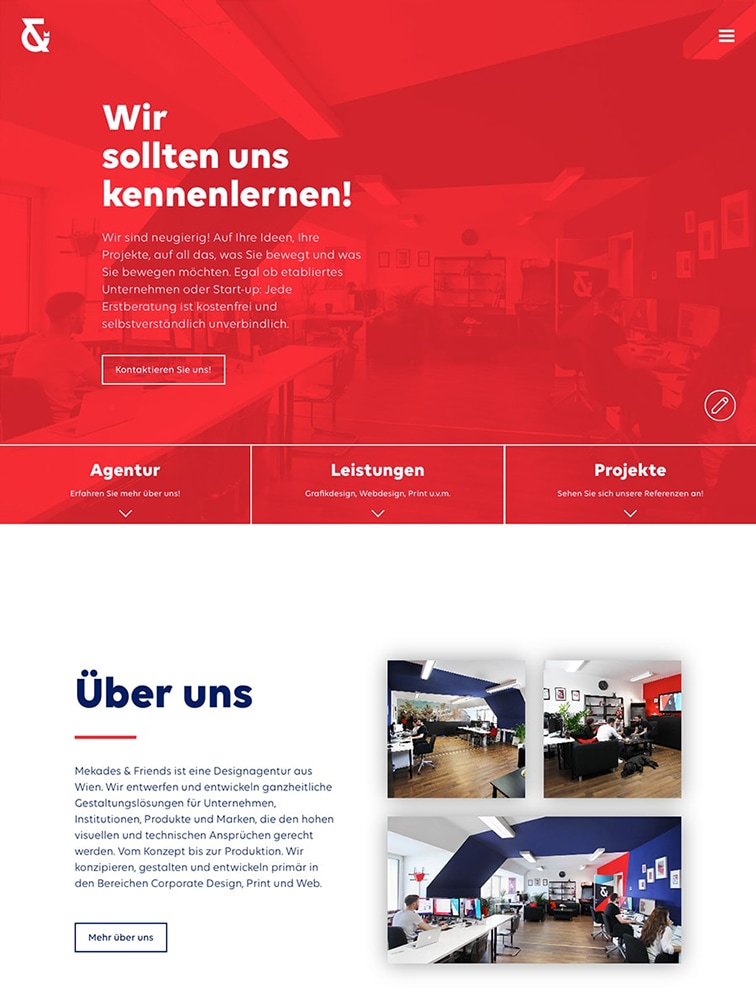 &
Wir
sollten uns
kennenlernen!
Wir sind neugierig! Auf Ihre Ideen, Ihre
Projekte, auf all das, was Sie bewegt und was
Sie bewegen möchten. Egal ob etabliertes
Unternehmen oder Start-up: Jede
Erstberatung ist kostenfrei und
selbstverständlich unverbindlich.
Kontaktieren Sie uns!
Agentur
Erfahren Sie mehr über uns!
Leistungen
Grafikdesign, Webdesign, Print u.v.m.
Projekte
Sehen Sie sich unsere Referenzen an!
Über uns
Mekades & Friends ist eine Designagentur aus
Wien. Wir entwerfen und entwickeln ganzheitliche
Gestaltungslösungen für Unternehmen,
Institutionen, Produkte und Marken, die den hohen
visuellen und technischen Ansprüchen gerecht
werden. Vom Konzept bis zur Produktion. Wir
konzipieren, gestalten und entwickeln primär in
den Bereichen Corporate Design, Print und Web.
Mehr über uns